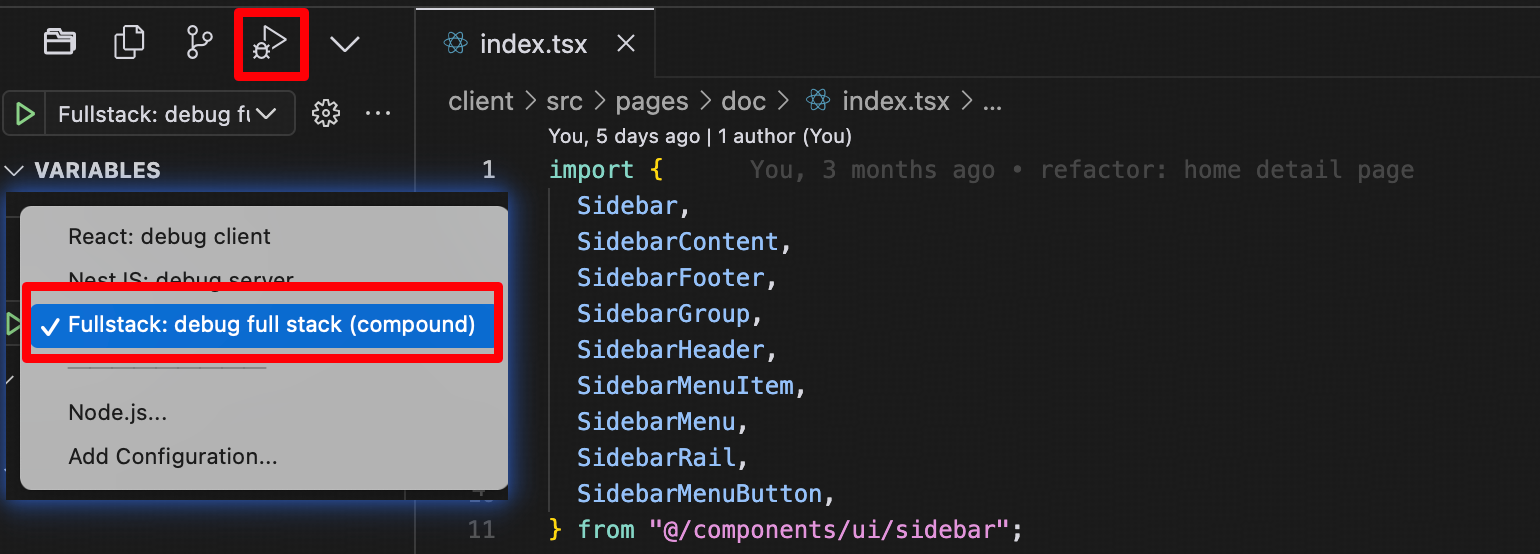 index.tsx
Fullstack: debug fu
...
client > src > pages > doc > index.tsx > ...
You, 5 days ago | 1 author (You)
VARIABLES
React: debug client
NestJS: debug server
✓ Fullstack: debug full stack (compound)
Node.js...
Add Configuration...
1 import { You, 3 months ago • refactor: home detail page
Sidebar,
SidebarContent,
SidebarFooter,
SidebarGroup,
SidebarHeader,
SidebarMenuItem,
SidebarMenu,
SidebarRail,
SidebarMenuButton,
11 } from "@/components/ui/sidebar";